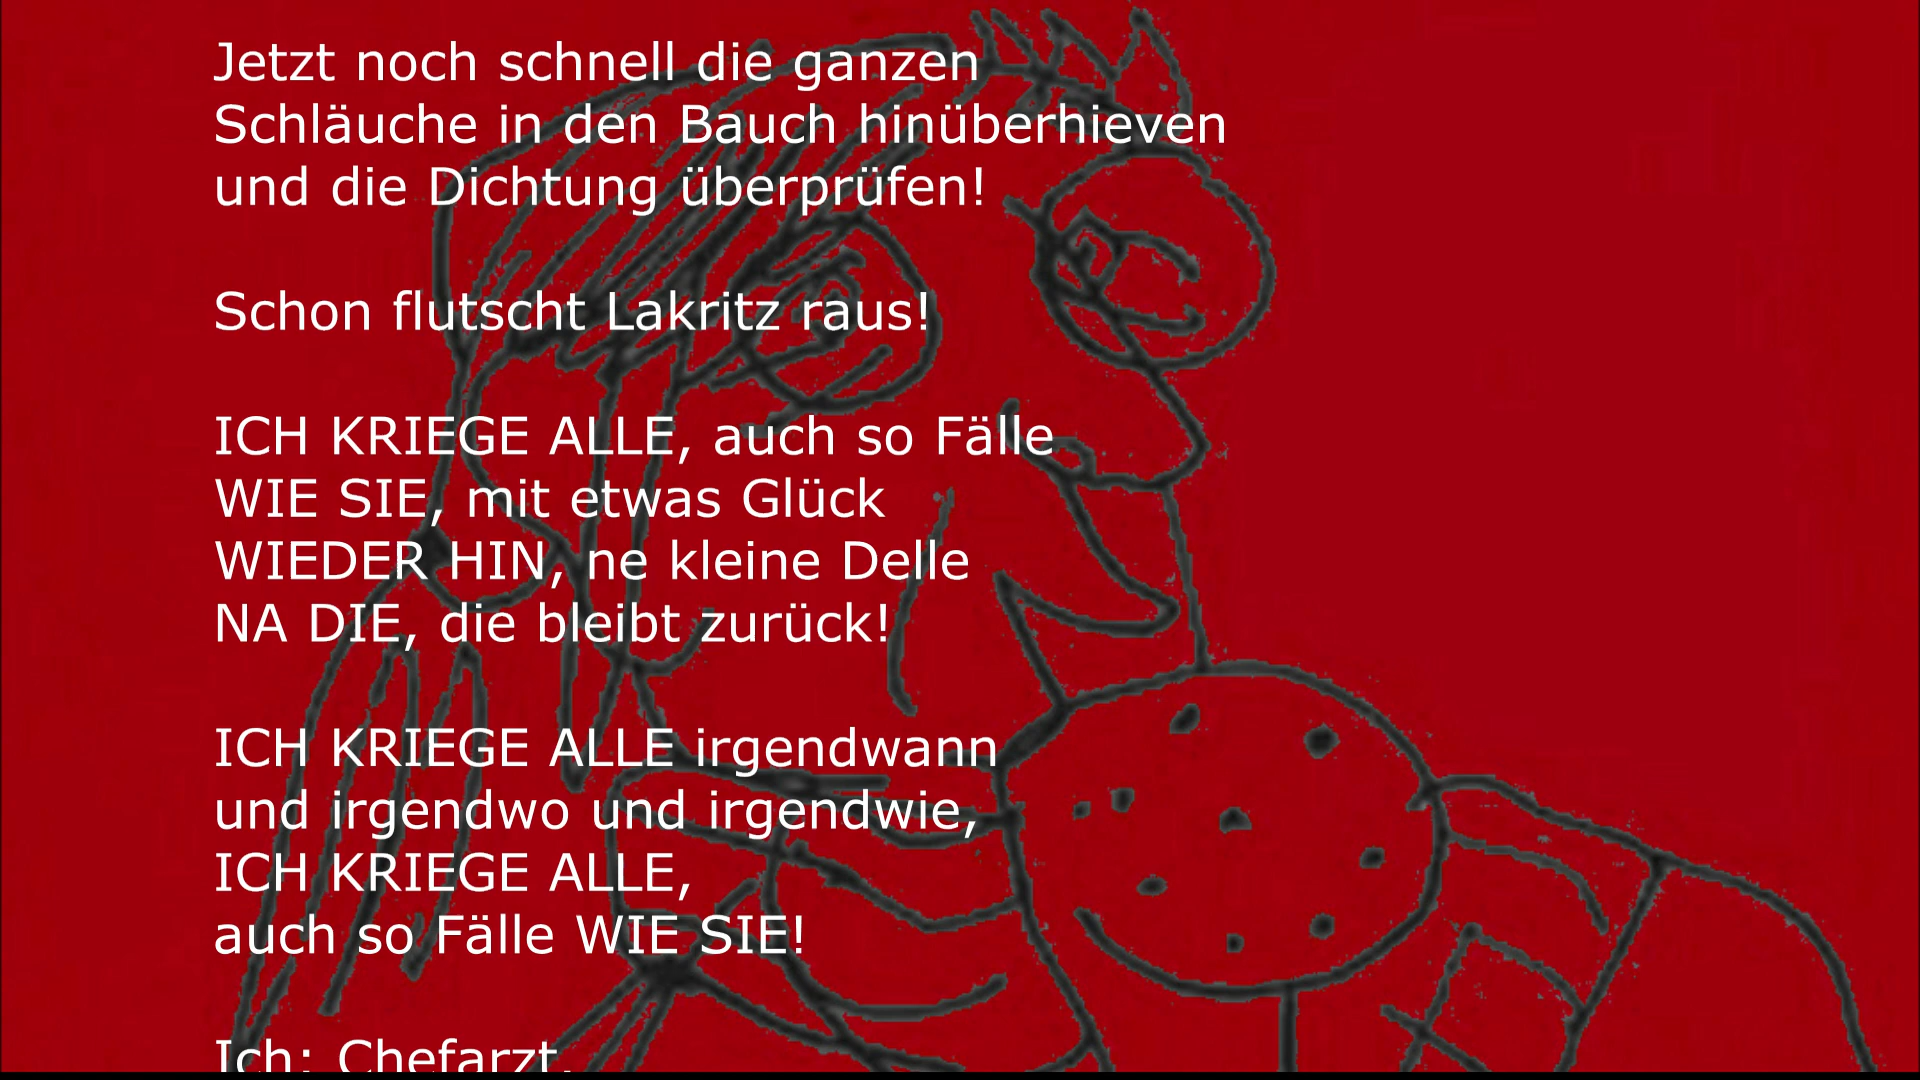 Jetzt noch schnell die ganzen
Schläuche in den Bauch hinüberhieven
und die Dichtung überprüfen!
Schon flutscht Lakritz raus!
ICH KRIEGE ALLE, auch so Fälle
WIE SIE, mit etwas Glück
WIEDER HIN, ne kleine Delle
NA DIE, die bleibt zurück!
ICH KRIEGE ALLE irgendwann
und irgendwo und irgendwie,
ICH KRIEGE ALLE,
auch so Fälle WIE SIE!
Ich: Chefarzt.